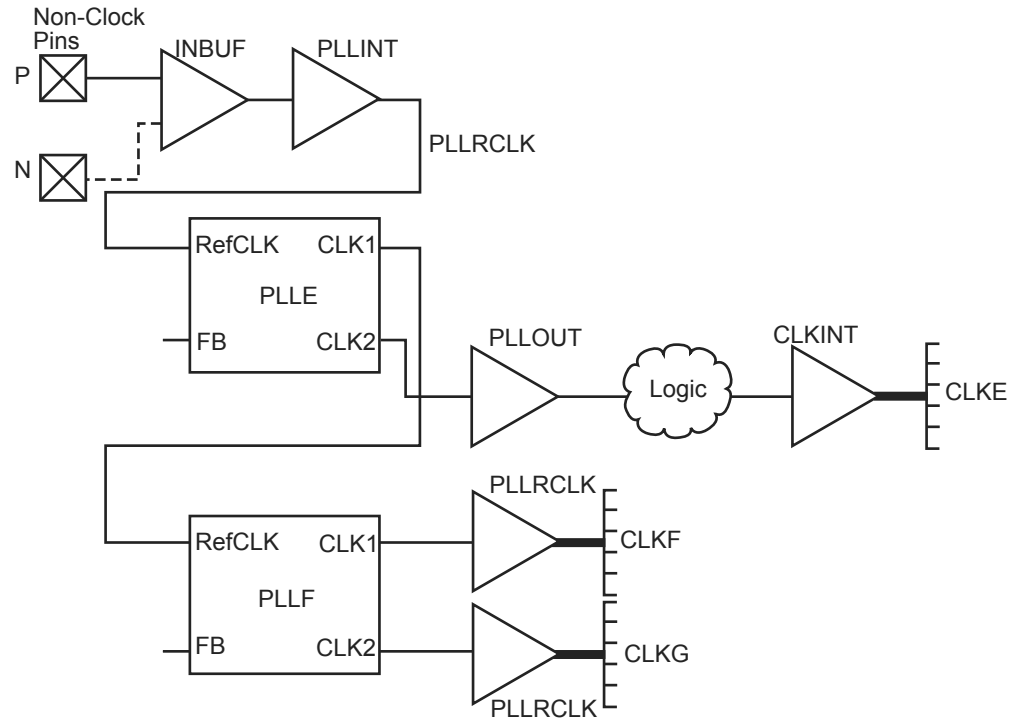 Non-Clock
Pins
P
INBUF
PLLINT
PLLRCLK
N
RefCLK
CLK1
PLLE
FB
CLK2
PLLOUT
Logic
CLKINT
CLKE
RefCLK
CLK1
PLLF
FB
CLK2
PLLRCLK
CLKF
CLKG
PLLRCLK